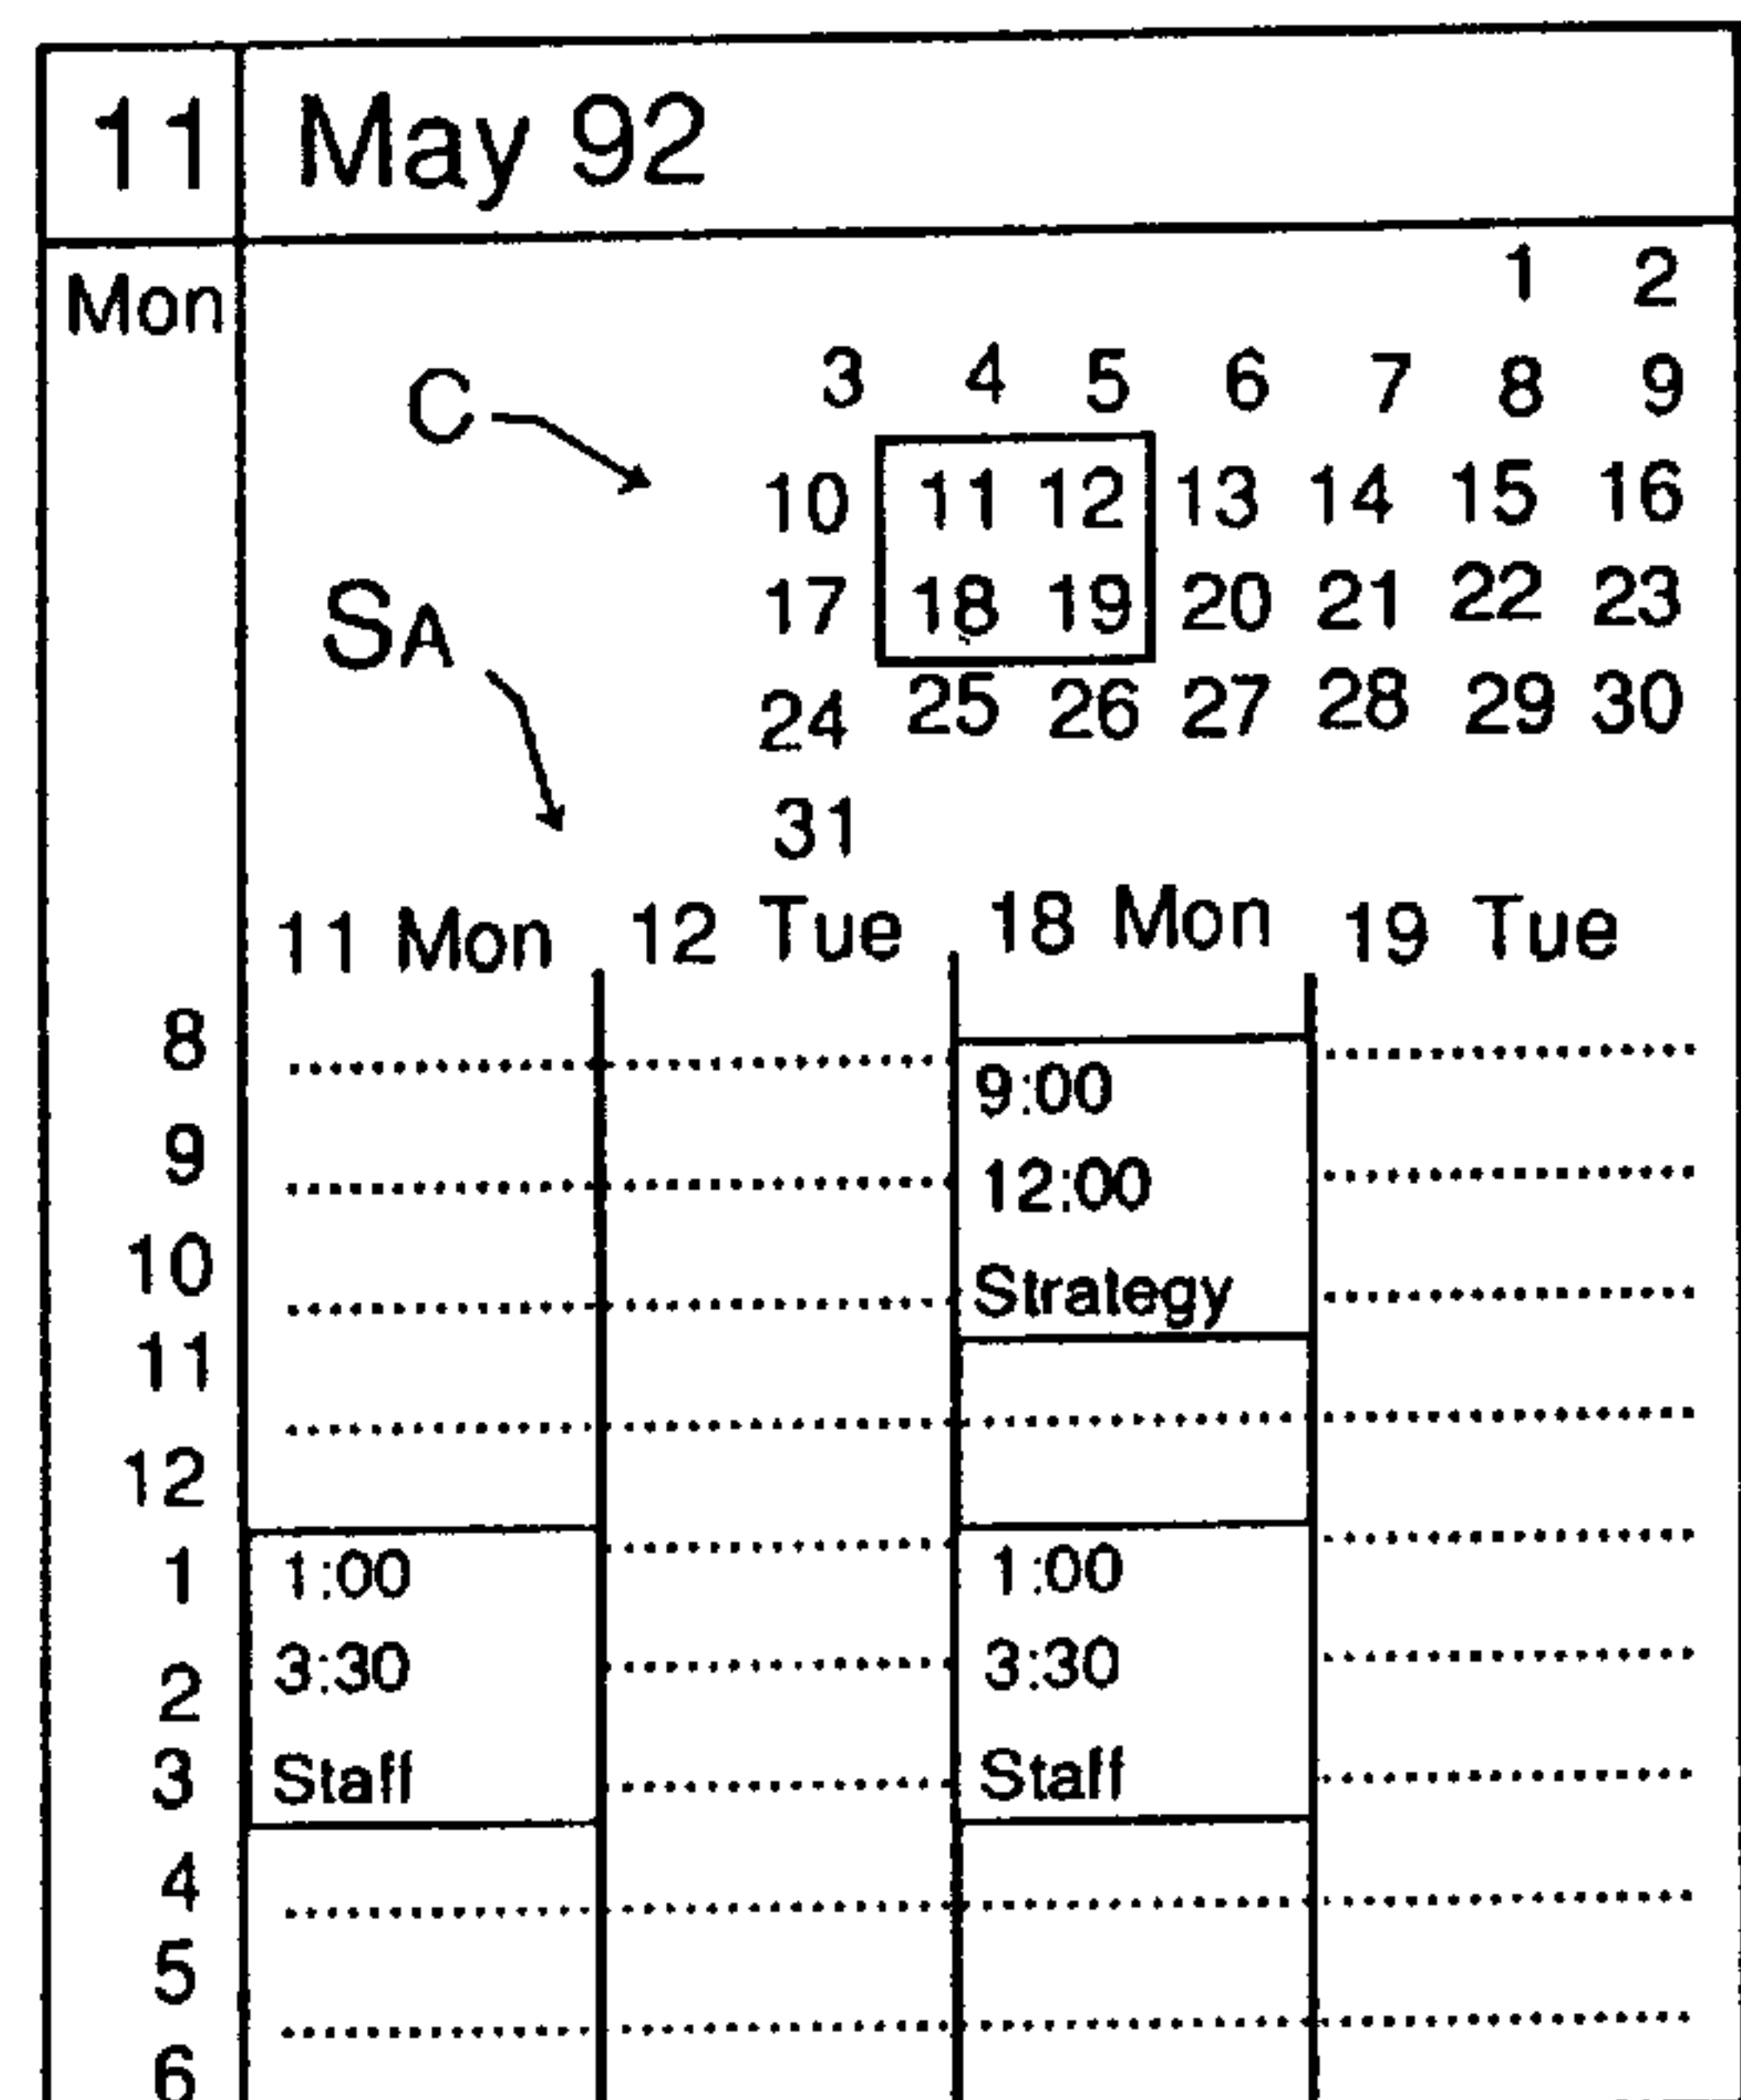 11 May 92
Mon 1 2
C 3 4 5 6 7 8 9
10 11 12 13 14 15 16
SA 17 18 19 20 21 22 23
24 25 26 27 28 29 30
31
11 Mon 12 Tue 18 Mon 19 Tue
8
9:00
9 12:00
10 Strategy
11
12
1 1:00 1:00
2 3:30 3:30
3 Staff Staff
4
5
6